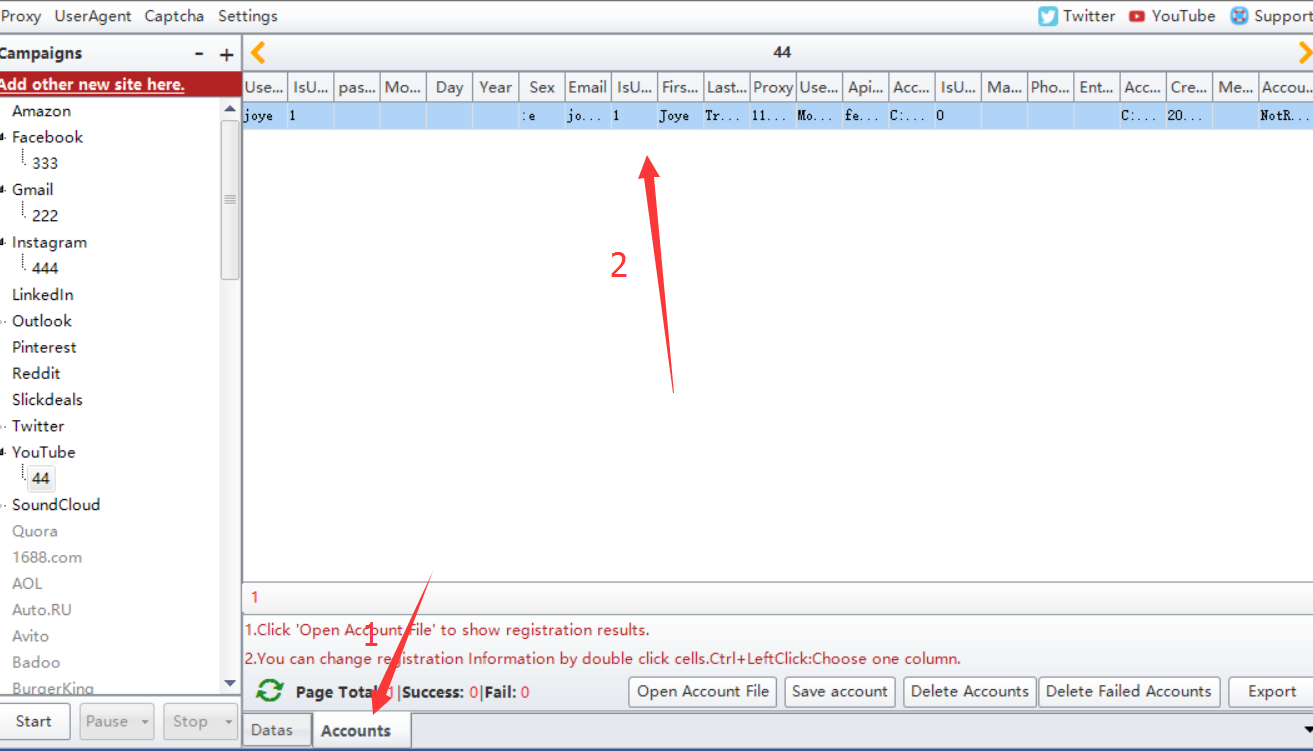 Proxy UserAgent Captcha Settings Twitter YouTube Support
Campaigns - + 44
Add other new site here.
Use... IsU... pas... Mo... Day Year Sex Email IsU... Firs... Last... Proxy Use... Api... Acc... IsU... Ma... Pho... Ent... Acc... Cre... Me... Accou...
joye 1 :e jo... 1 Joye Tr... 11... Mo... fe... C:... 0 C:... 20... NotR...
Amazon
Facebook
333
Gmail
222
Instagram
444
LinkedIn
Outlook
Pinterest
Reddit
Slickdeals
Twitter
YouTube
44
SoundCloud
Quora
1688.com
AOL
Auto.RU
Avito
Badoo
BurgerKing
2
1
1
1.Click 'Open Account File' to show registration results.
2.You can change registration Information by double click cells.Ctrl+LeftClick:Choose one column.
Page Total: 1|Success: 0|Fail: 0
Open Account File Save account Delete Accounts Delete Failed Accounts Export
Start Pause Stop Datas Accounts